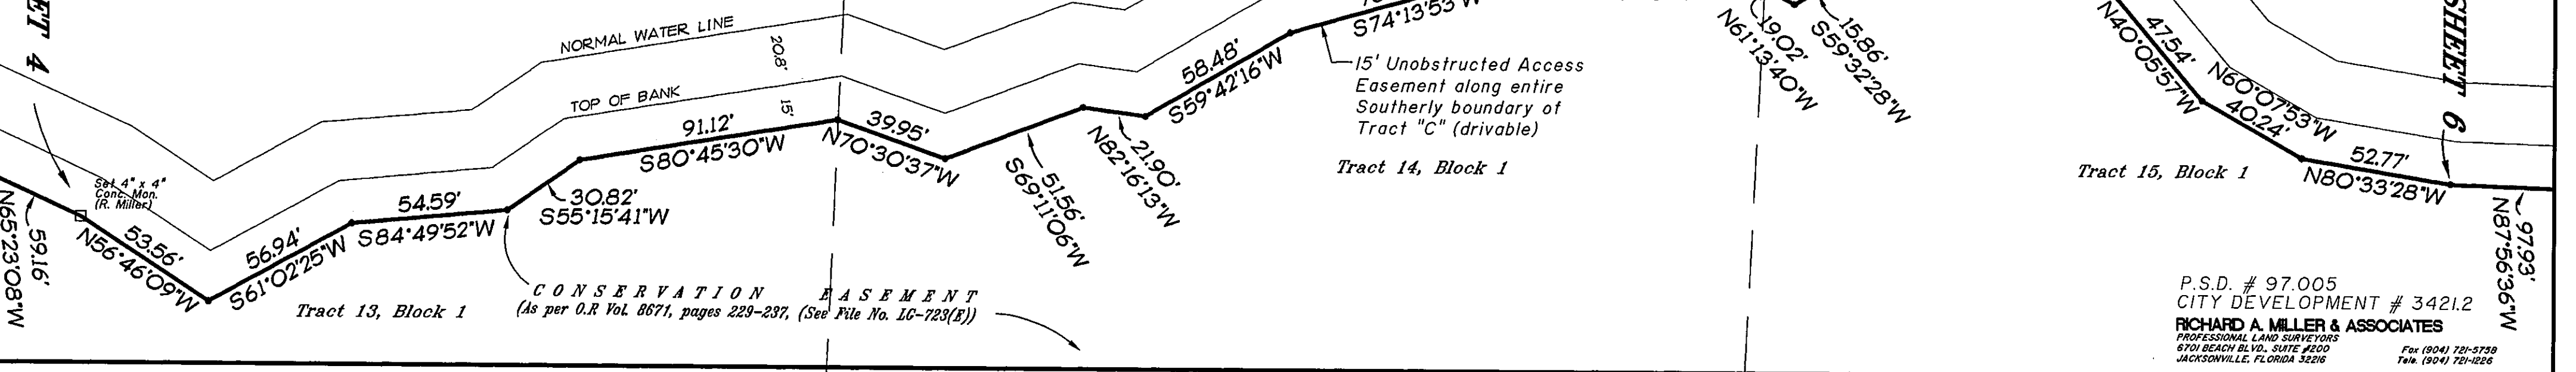 ET 4
NORMAL WATER LINE
20.8'
TOP OF BANK
15'
Set 4" x 4"
Conc. Mon.
(R. Miller)
N65°23'08"W
59.16'
53.56'
N56°46'09"W
56.94'
S61°02'25"W
54.59'
S84°49'52"W
30.82'
S55°15'41"W
91.12'
S80°45'30"W
39.95'
N70°30'37"W
51.56'
S69°11'06"W
21.90'
N82°16'13"W
58.48'
S59°42'16"W
S74°13'53"W
15' Unobstructed Access
Easement along entire
Southerly boundary of
Tract "C" (drivable)
Tract 13, Block 1
CONSERVATION EASEMENT
(As per O.R Vol. 8671, pages 229-237, (See File No. LG-723(E))
Tract 14, Block 1
19.02'
N61°13'40"W
15.86'
S59°32'28"W
47.54'
N40°05'57"W
N60°07'53"W
40.24'
52.77'
N80°33'28"W
97.93'
N87°56'36"W
SHEET 6
Tract 15, Block 1
P.S.D. # 97.005
CITY DEVELOPMENT # 3421.2
RICHARD A. MILLER & ASSOCIATES
PROFESSIONAL LAND SURVEYORS
6701 BEACH BLVD., SUITE #200
JACKSONVILLE, FLORIDA 32216
Fax (904) 721-5758
Tele. (904) 721-1226